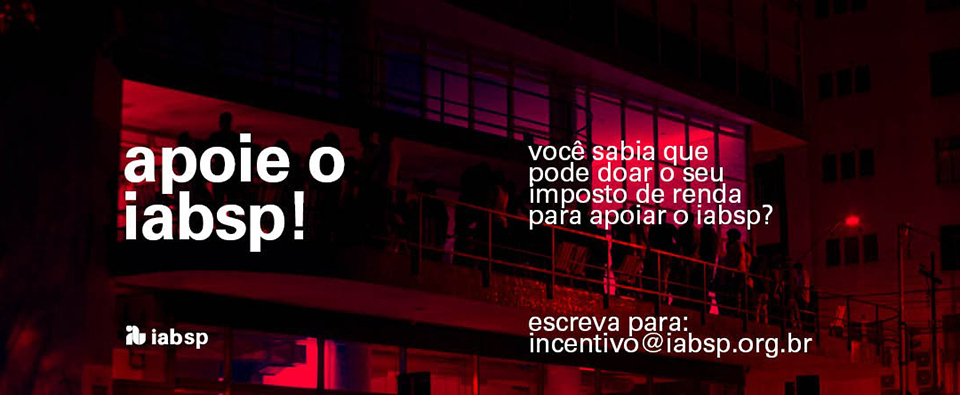 apoie o
iabsp!
você sabia que
pode doar o seu
imposto de renda
para apoiar o iabsp?
iabsp
escreva para:
incentivo@iabsp.org.br